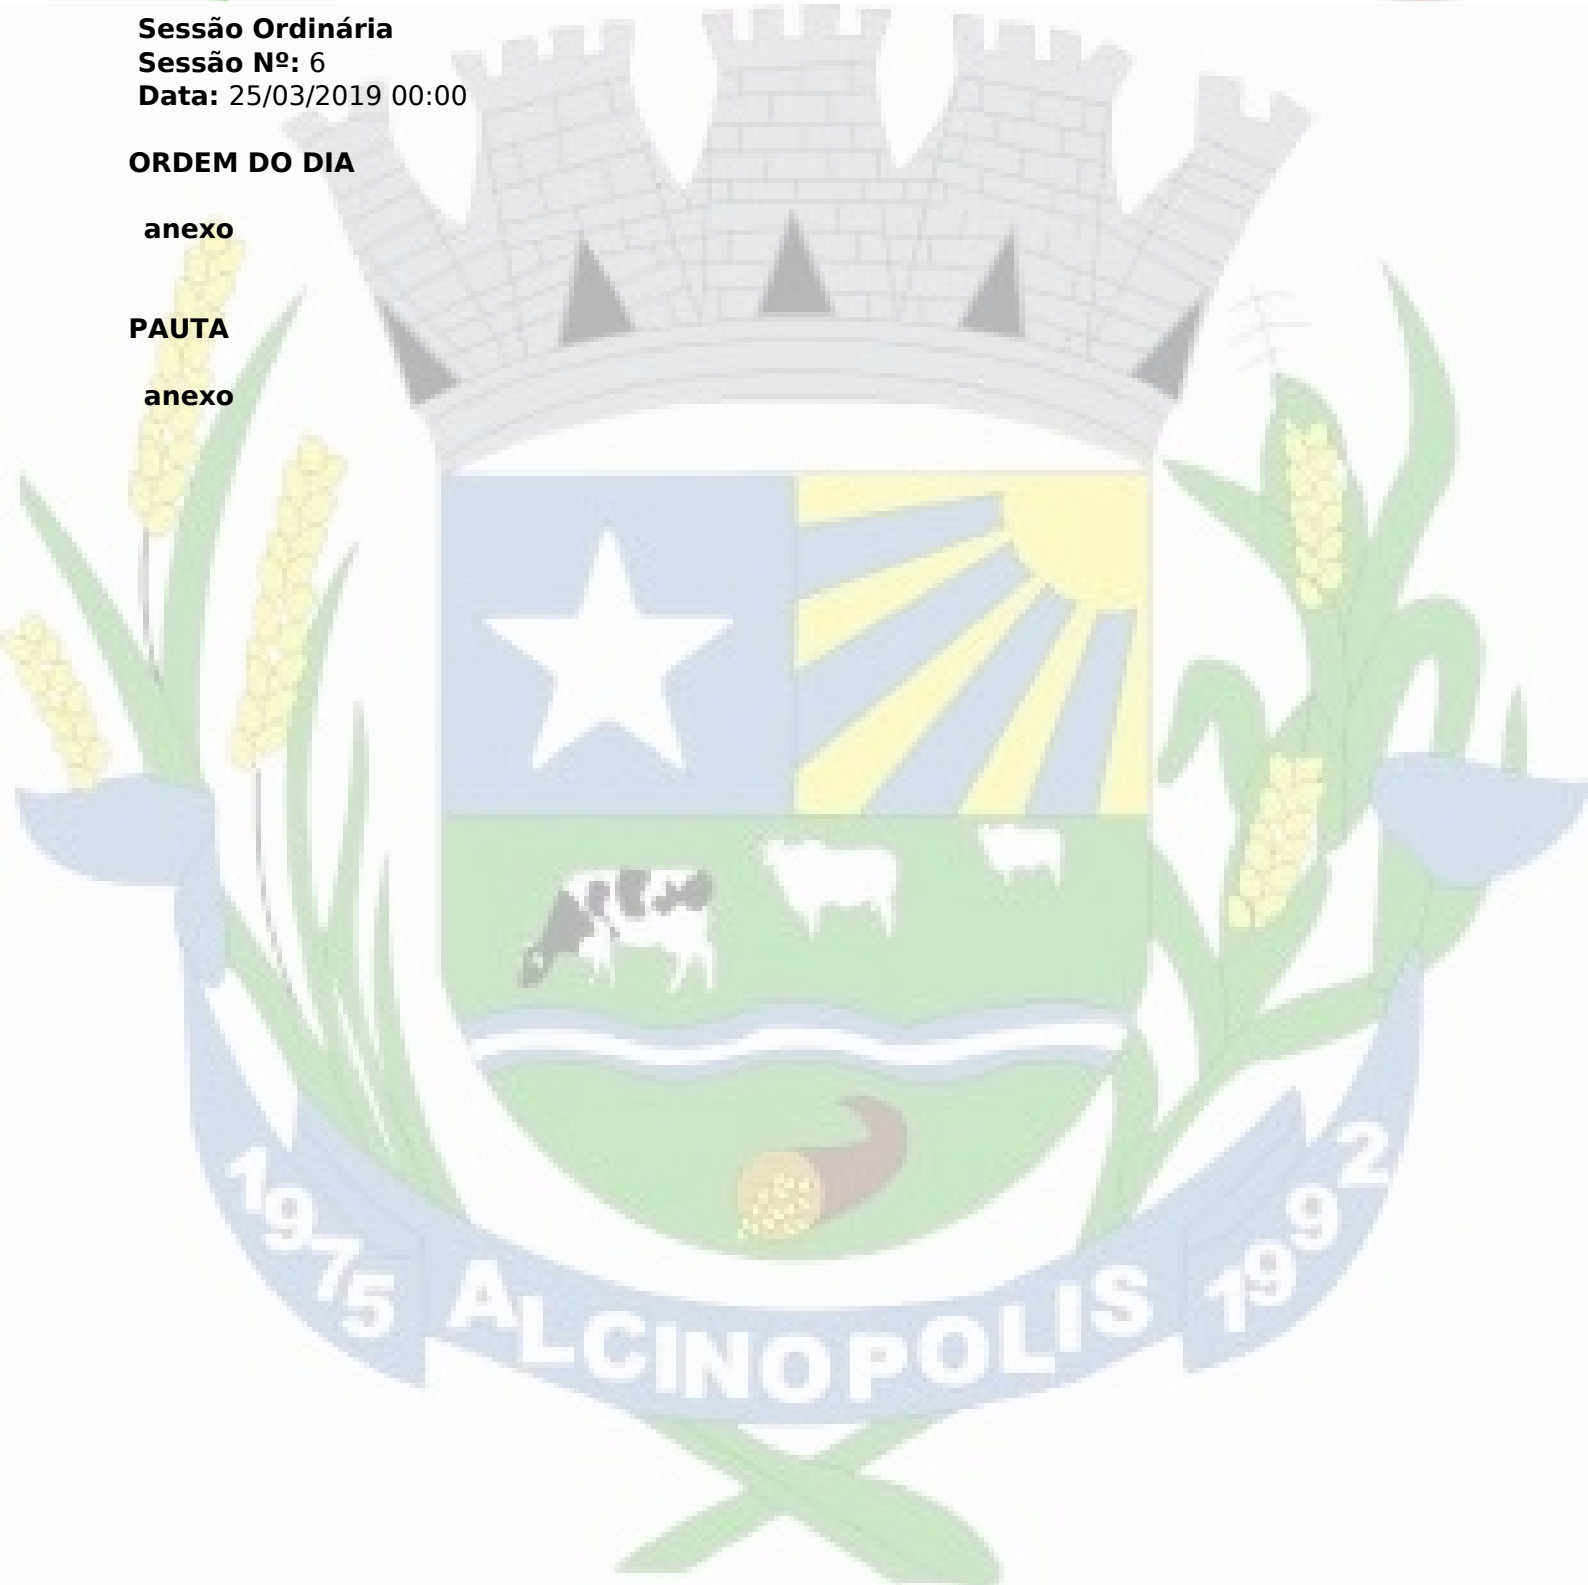 Sessão Ordinária
Sessão Nº: 6
Data: 25/03/2019 00:00
ORDEM DO DIA
anexo
PAUTA
anexo
1975 ALCINOPOLIS 1992